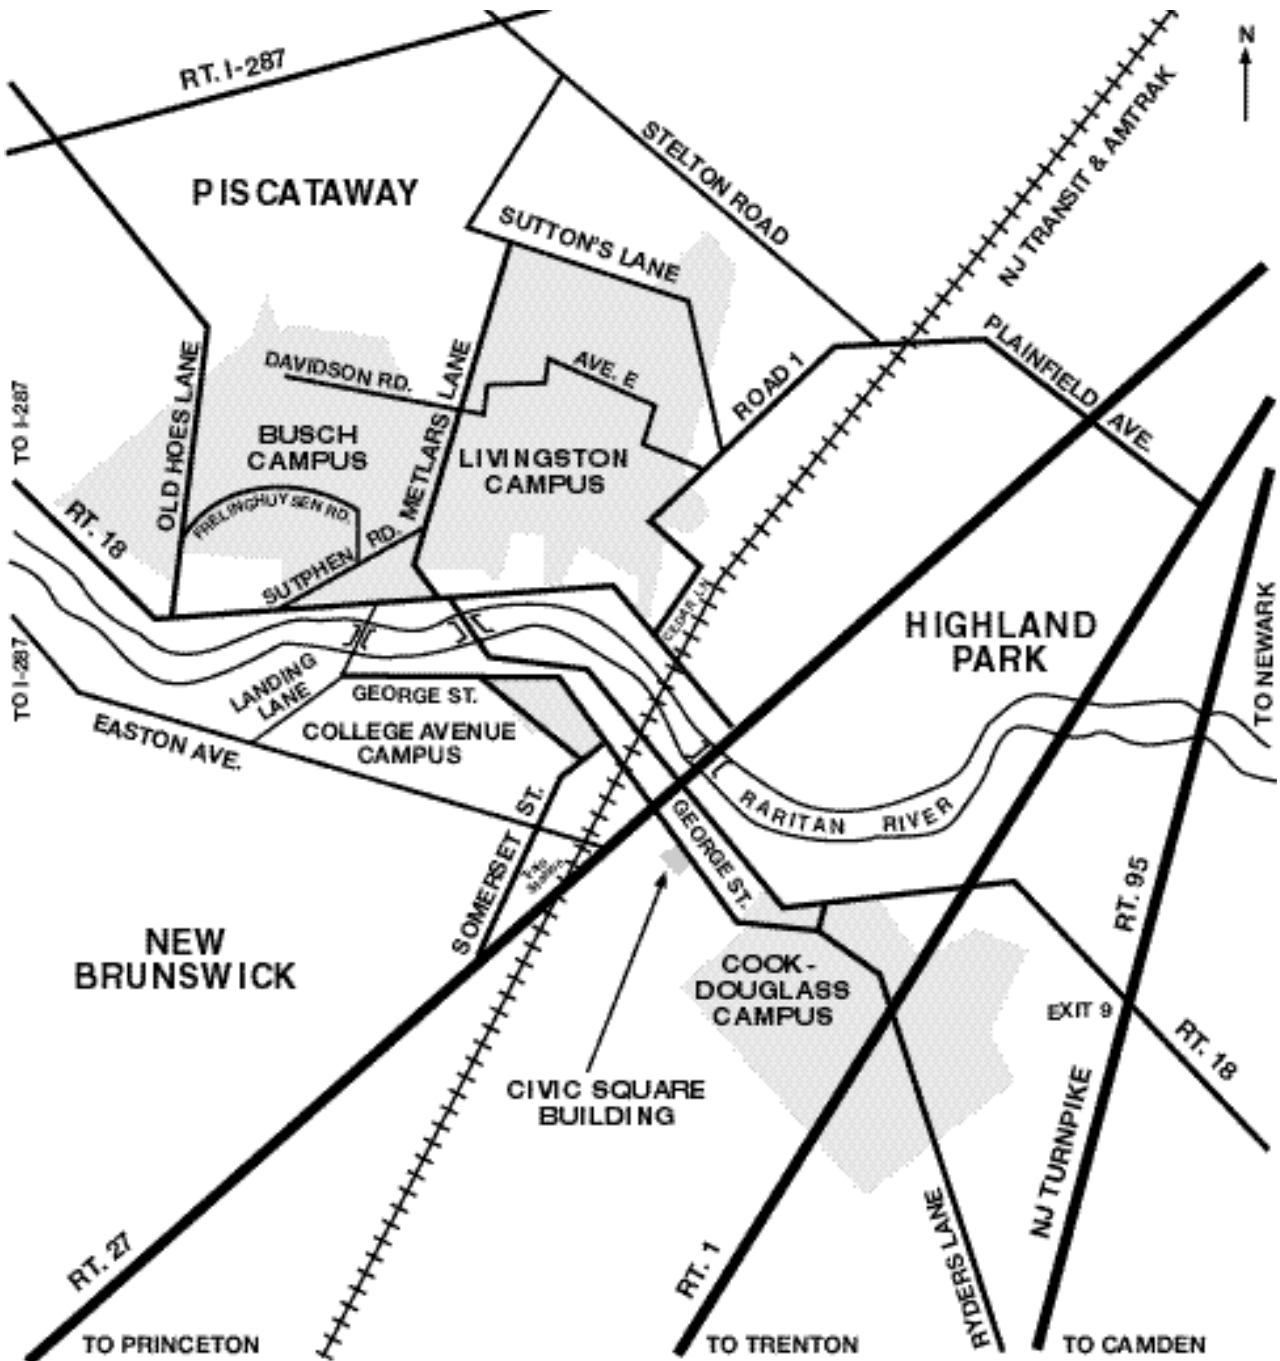 N
RT. I-287
NJ TRANSIT & AMTRAK
STELTON ROAD
PISCATAWAY
SUTTON'S LANE
PLAINFIELD AVE.
DAVIDSON RD.
METLARS LANE
AVE. E
ROAD 1
OLD HOES LANE
TO I-287
BUSCH
CAMPUS
LIVINGSTON
CAMPUS
FRELINGHUYSEN RD.
RT. 18
SUTPHEN RD.
CEDAR LN
HIGHLAND
PARK
TO NEWARK
TO I-287
LANDING
LANE
GEORGE ST.
EASTON AVE.
COLLEGE AVENUE
CAMPUS
RARITAN RIVER
SOMERSET ST.
Station
GEORGE ST.
RT. 95
NEW
BRUNSWICK
COOK-
DOUGLASS
CAMPUS
EXIT 9
RT. 18
CIVIC SQUARE
BUILDING
NJ TURNPIKE
RYDERS LANE
RT. 27
RT. 1
TO PRINCETON
TO TRENTON
TO CAMDEN